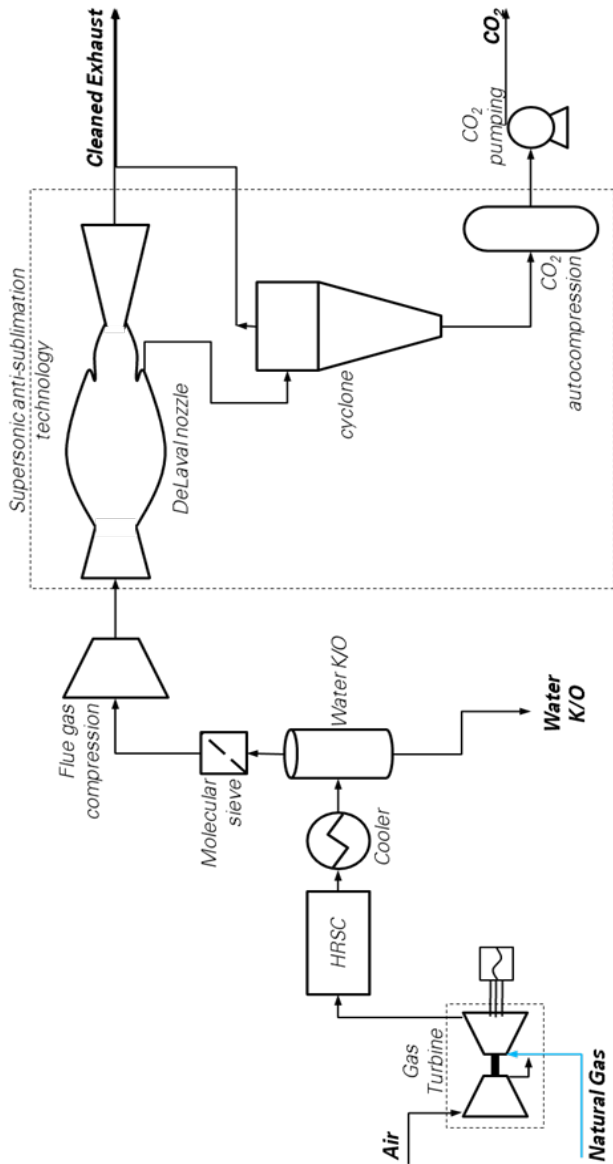 Air
Natural Gas
Gas
Turbine
HRSC
Cooler
Water K/O
Water
K/O
Molecular
sieve
Flue gas
compression
Supersonic anti-sublimation
technology
DeLaval nozzle
cyclone
CO₂
autocompression
CO₂
pumping
Cleaned Exhaust
CO₂